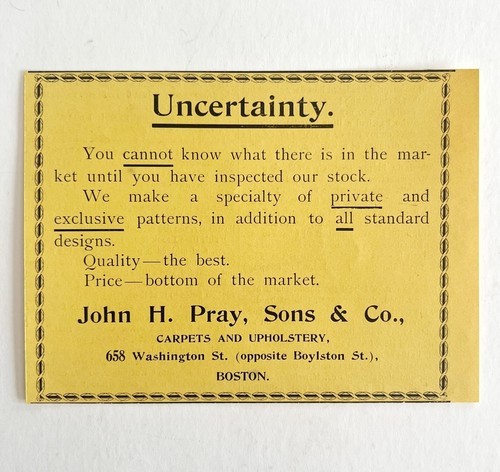 Uncertainty.
You cannot know what there is in the mar-
ket until you have inspected our stock.
We make a specialty of private and
exclusive patterns, in addition to all standard
designs.
Quality—the best.
Price—bottom of the market.
John H. Pray, Sons & Co.,
CARPETS AND UPHOLSTERY,
658 Washington St. (opposite Boylston St.),
BOSTON.